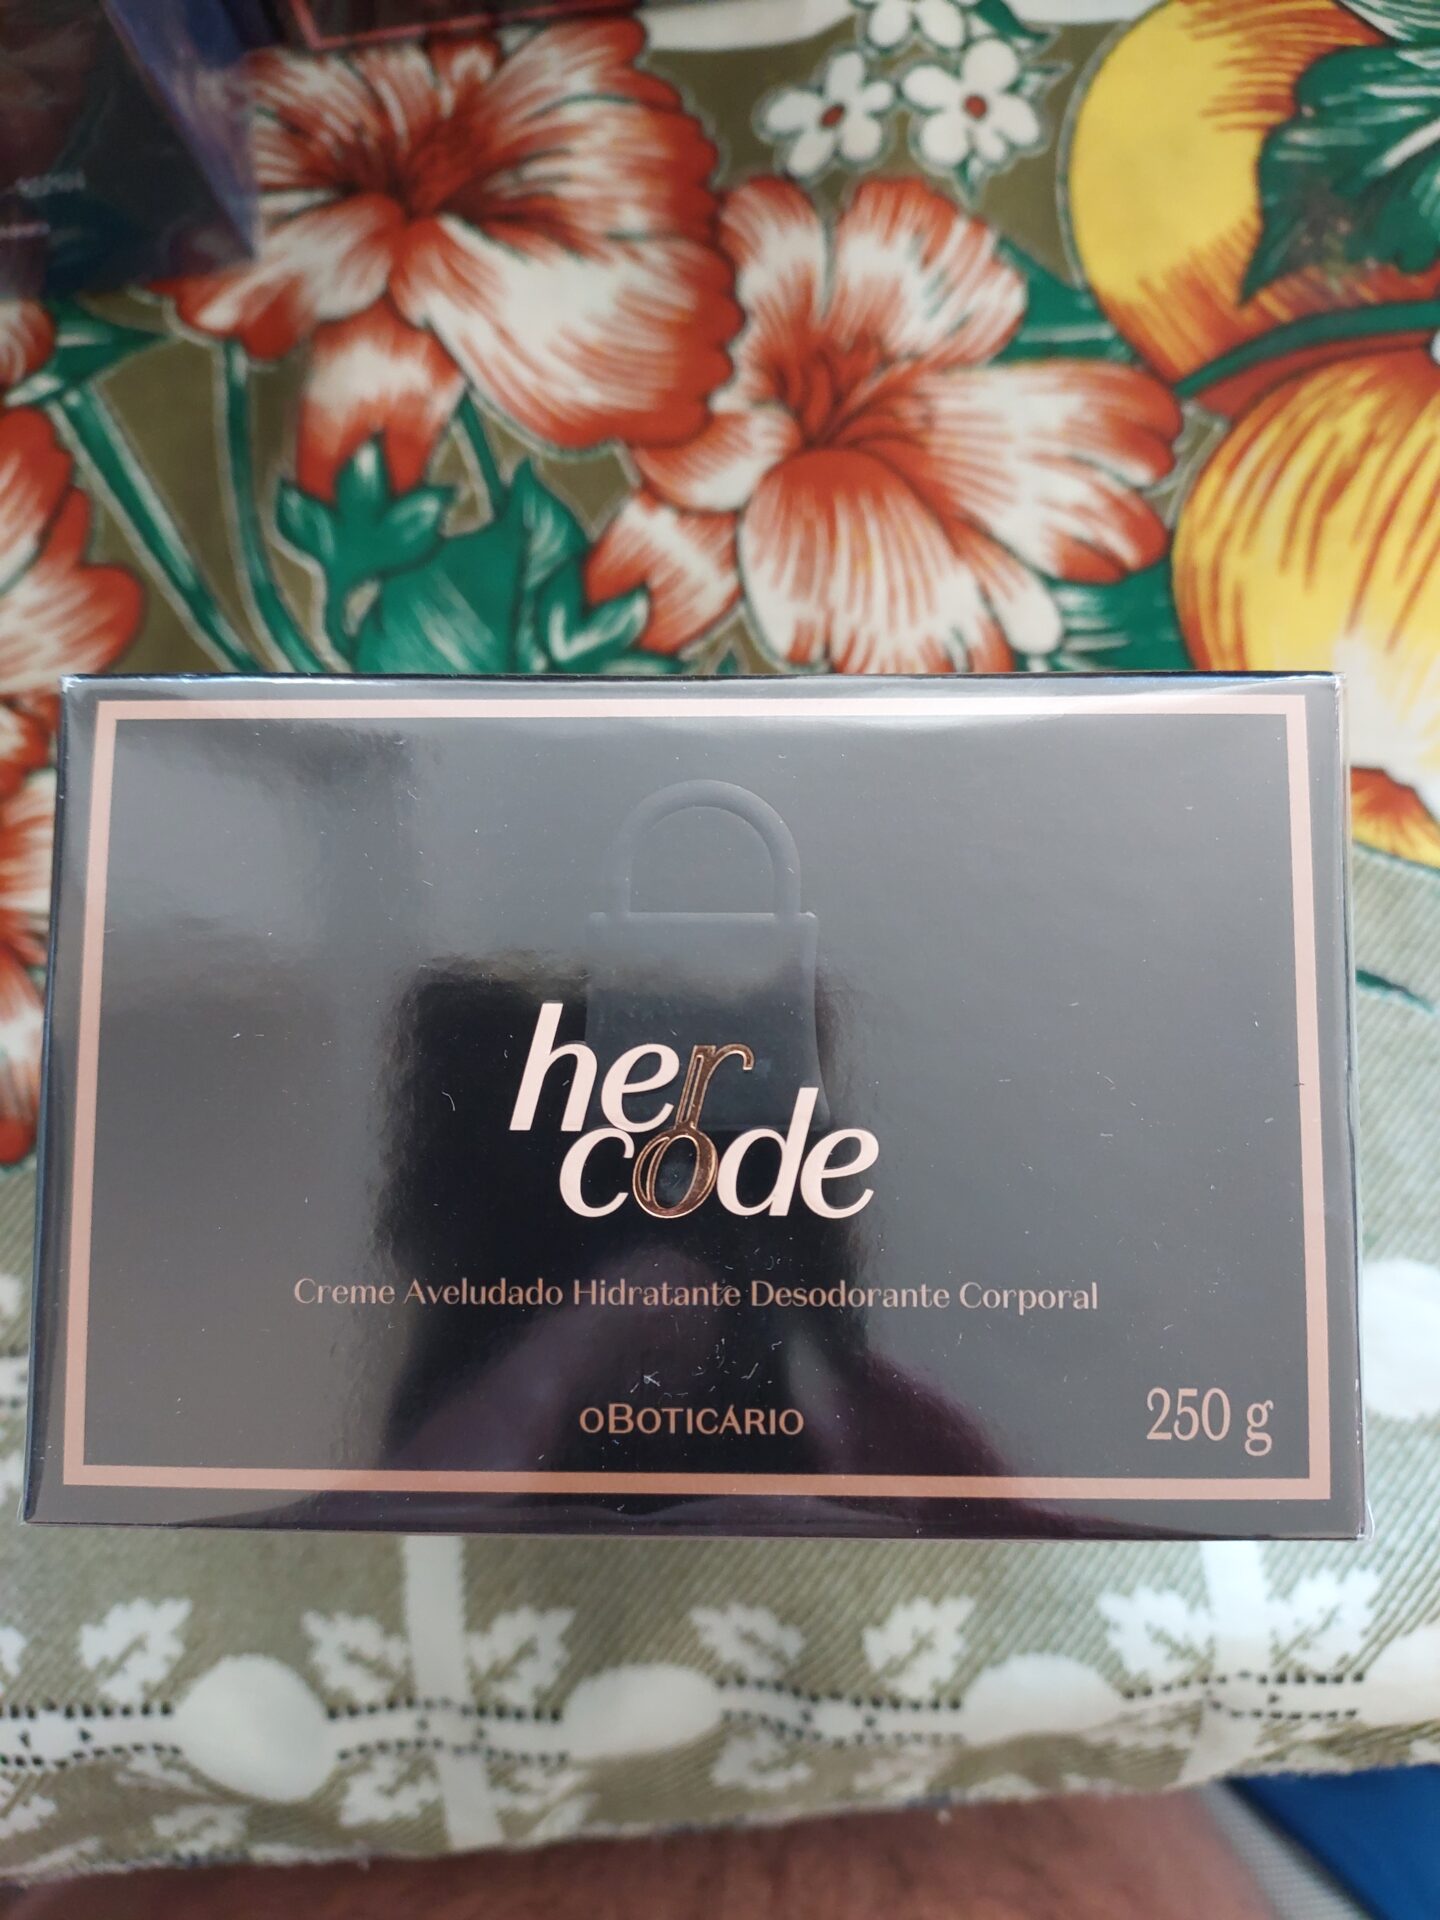 her
code
Creme Aveludado Hidratante Desodorante Corporal
oBOTICÁRIO
250 g